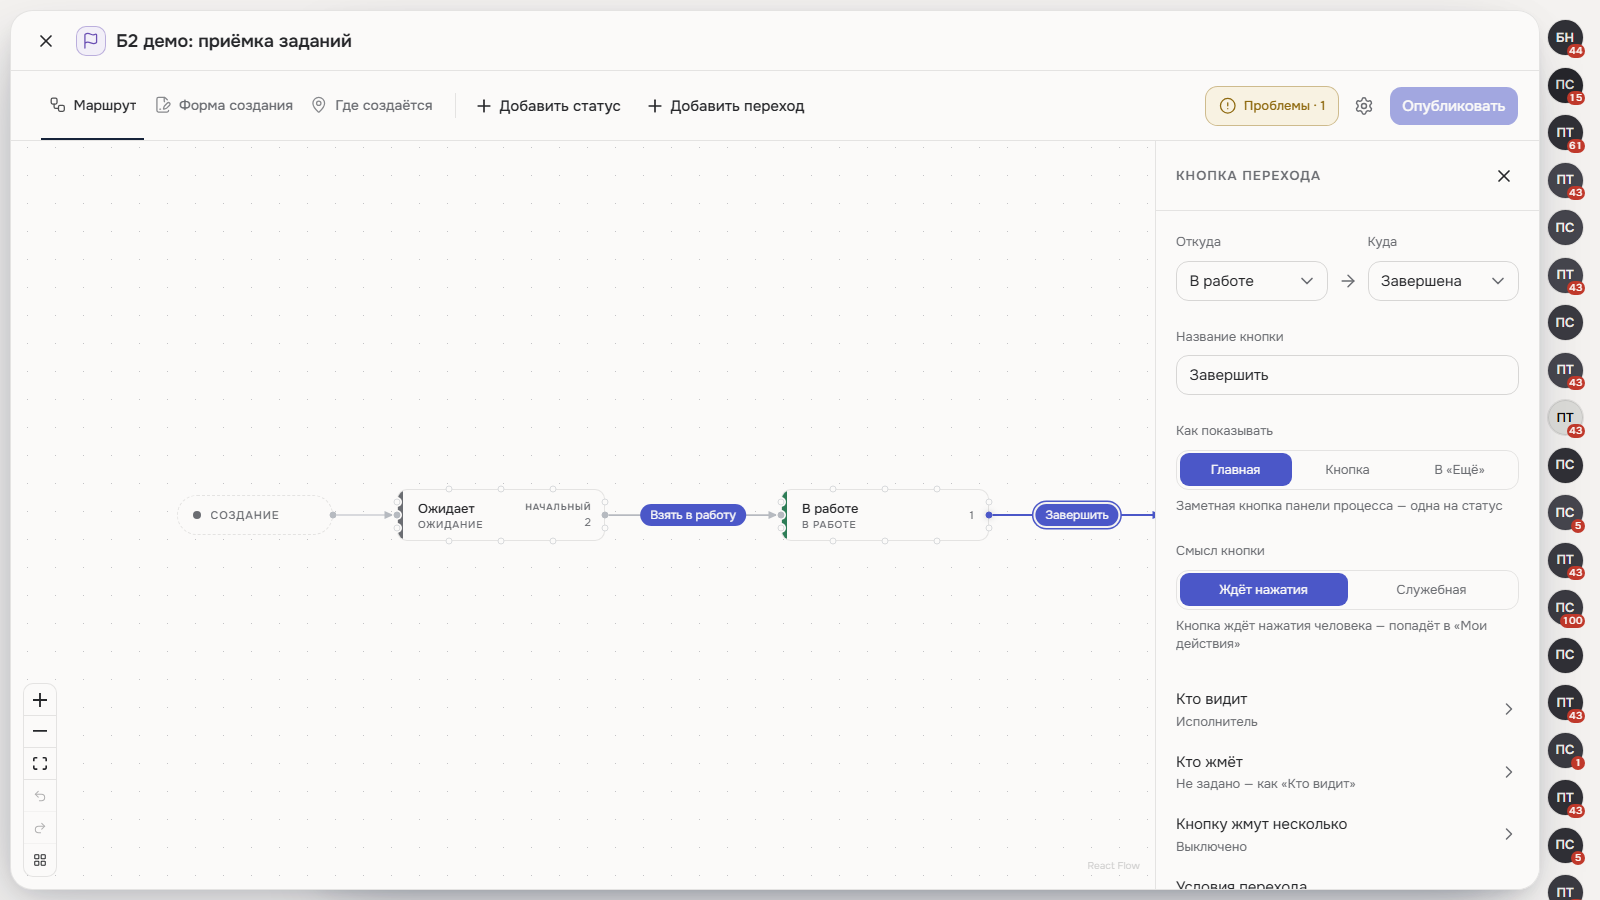 Б2 демо: приёмка заданий
Маршрут
Форма создания
Где создаётся
Добавить статус
Добавить переход
Проблемы · 1
Опубликовать
СОЗДАНИЕ
Ожидает
ОЖИДАНИЕ
НАЧАЛЬНЫЙ
2
Взять в работу
В работе
В РАБОТЕ
1
Завершить
React Flow
КНОПКА ПЕРЕХОДА
Откуда
Куда
В работе
Завершена
Название кнопки
Завершить
Как показывать
Главная
Кнопка
В «Ещё»
Заметная кнопка панели процесса — одна на статус
Смысл кнопки
Ждёт нажатия
Служебная
Кнопка ждёт нажатия человека — попадёт в «Мои
действия»
Кто видит
Исполнитель
Кто жмёт
Не задано — как «Кто видит»
Кнопку жмут несколько
Выключено
Условия перехода
БН
44
ПС
15
ПТ
61
ПТ
43
ПС
ПТ
43
ПС
ПТ
43
ПТ
43
ПС
ПС
5
ПТ
43
ПС
100
ПС
ПТ
43
ПС
1
ПТ
43
ПС
5
ПТ